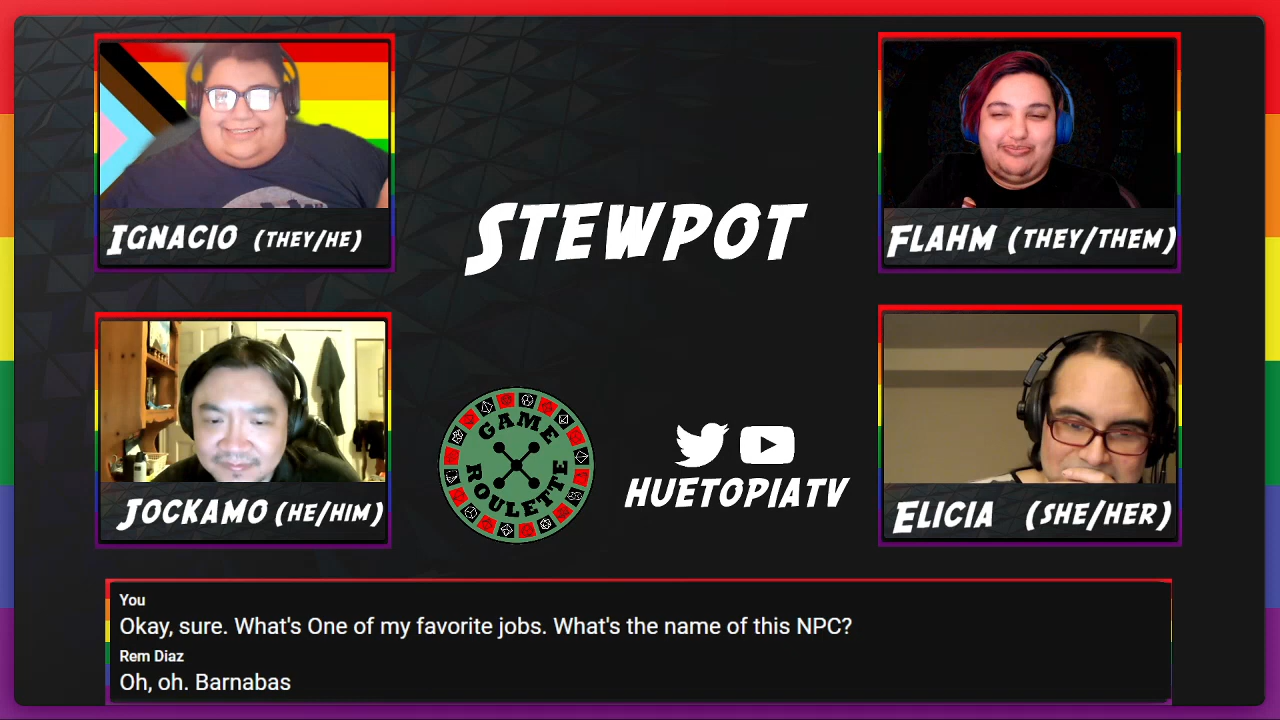 Ignacio (they/he)
Flahm (they/them)
Stewpot
Jockamo (he/him)
Elicia (she/her)
GAME
ROULETTE
HUETOPIATV
You
Okay, sure. What's One of my favorite jobs. What's the name of this NPC?
Rem Diaz
Oh, oh. Barnabas